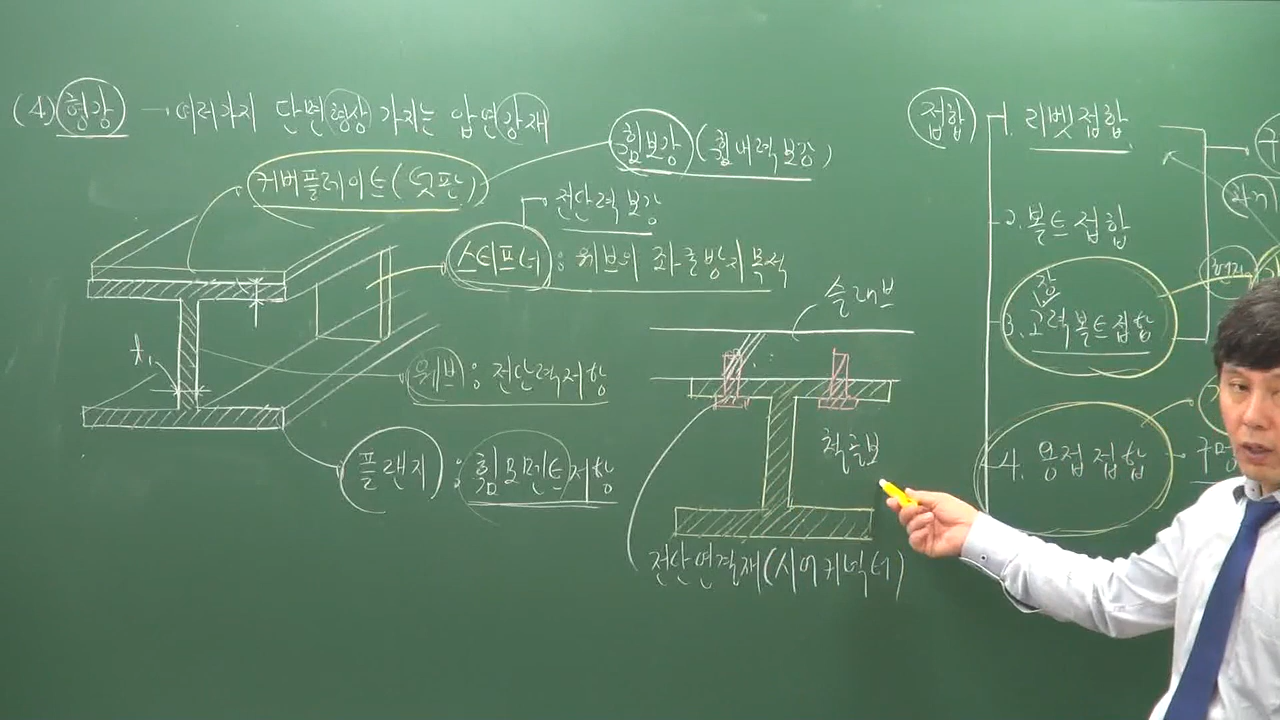 (4) 형강 → 여러가지 단면형상 가지는 압연강재
커버플레이트(덧판)
휨보강 (휨내력보강)
전단력 보강
스티프너 : 웨브의 좌굴방지 목적
t₁
웨브 : 전단력저항
플랜지 : 휨모멘트저항
슬래브
철골보
전단연결재(시어커넥터)
접합
1. 리벳접합
2. 볼트접합
장
3. 고력볼트접합
4. 용접접합
구멍